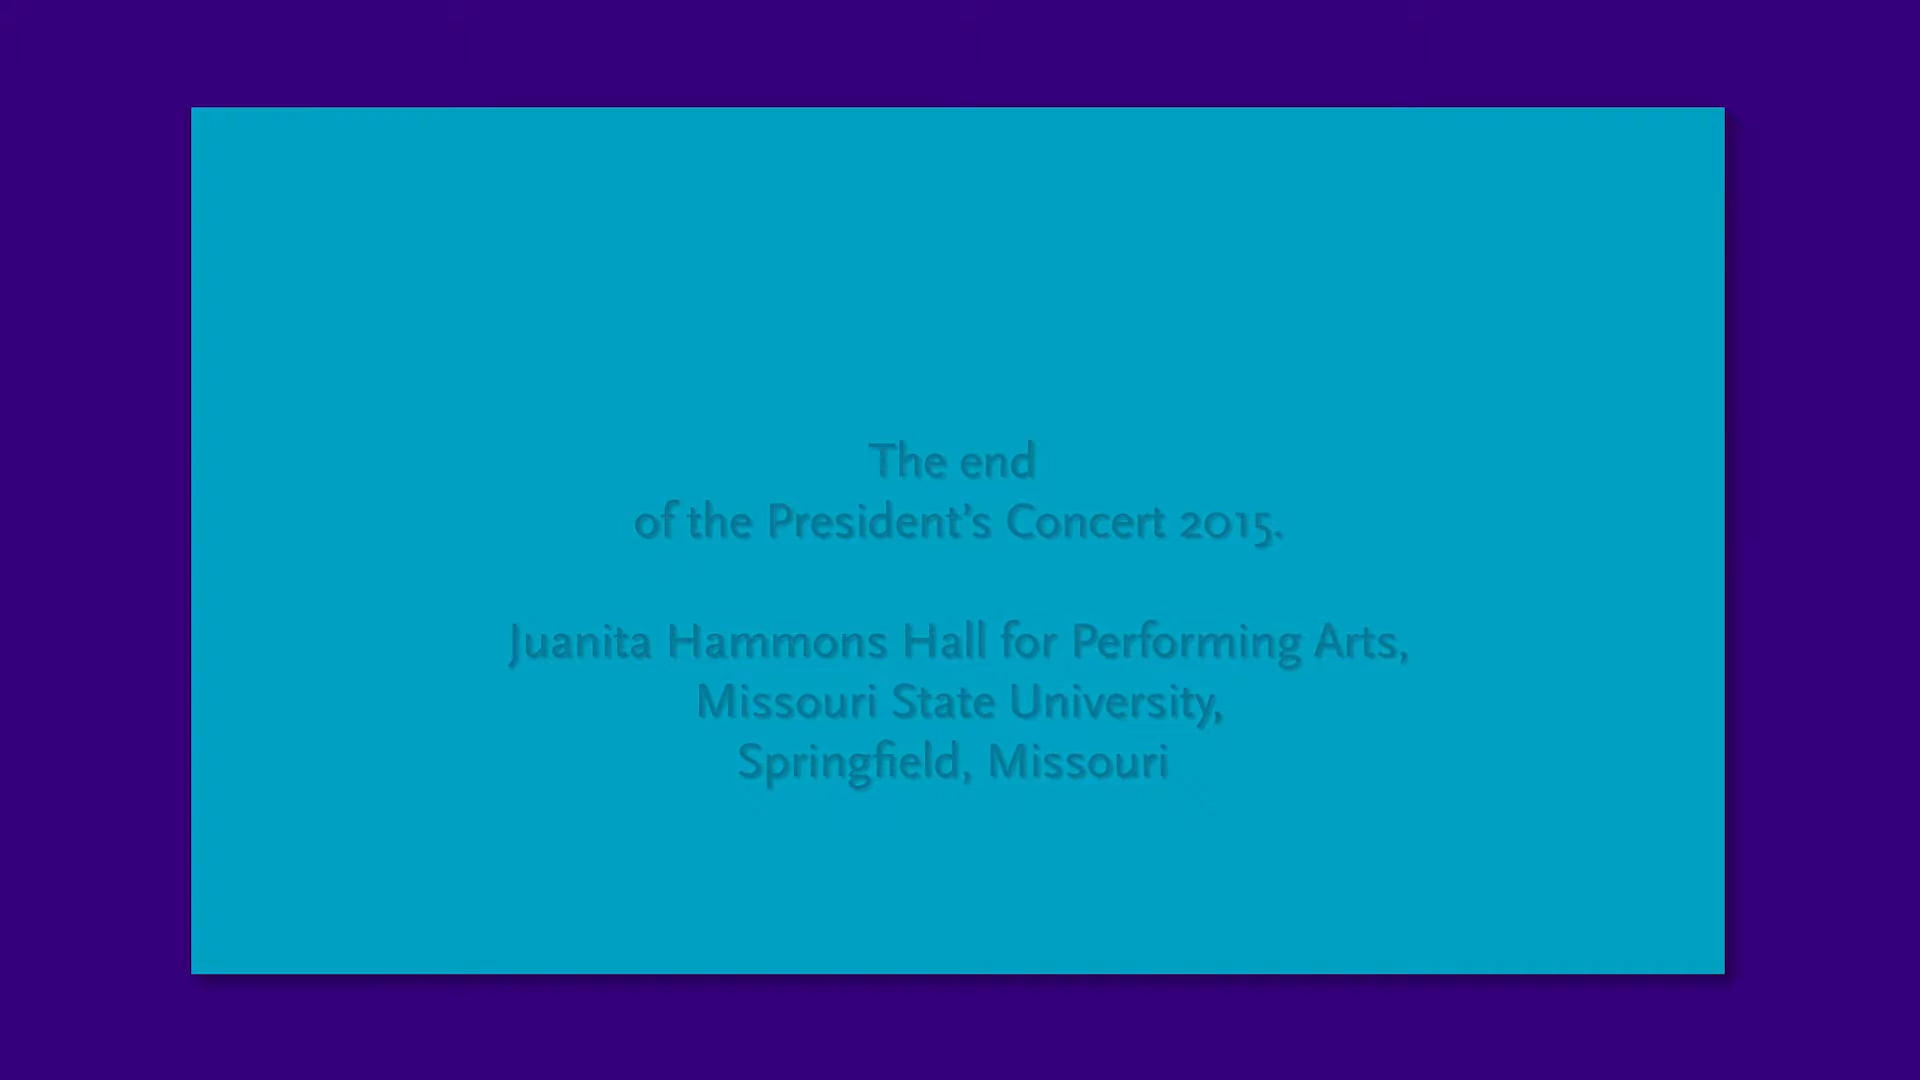 The end
of the President’s Concert 2015.
Juanita Hammons Hall for Performing Arts,
Missouri State University,
Springfield, Missouri